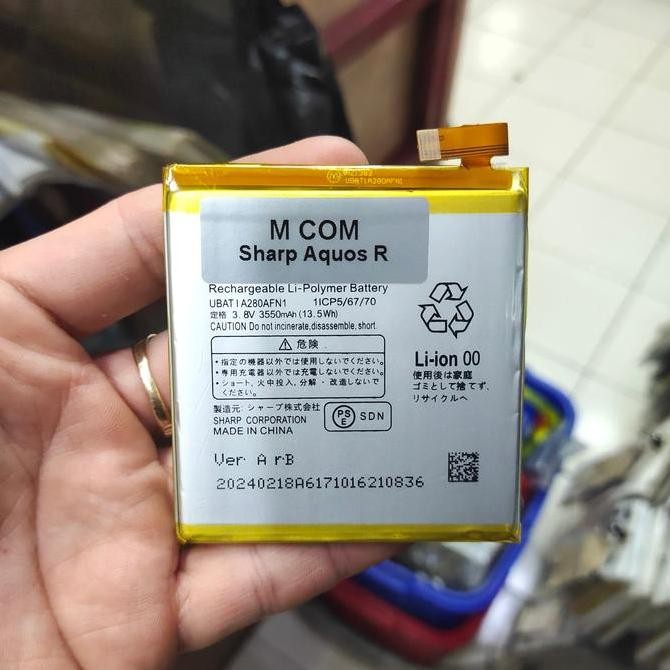 UBATIA280AFN1
M COM
Sharp Aquos R
Rechargeable Li-Polymer Battery
UBATIA280AFN1 1ICP5/67/70
定格 3.8V 3550mAh (13.5Wh)
CAUTION Do not incinerate,disassemble, short.
⚠ 危険
・指定の機器以外では使用しないでください。
・専用充電器以外では充電しないでください。
・ショート、火中投入、分解・改造しないで
ください。
製造元: シャープ株式会社
SHARP CORPORATION
MADE IN CHINA
PSE SDN
Li-ion 00
使用後は家庭
ゴミとして捨てず、
リサイクルへ
Ver A rB
20240218A6171016210836